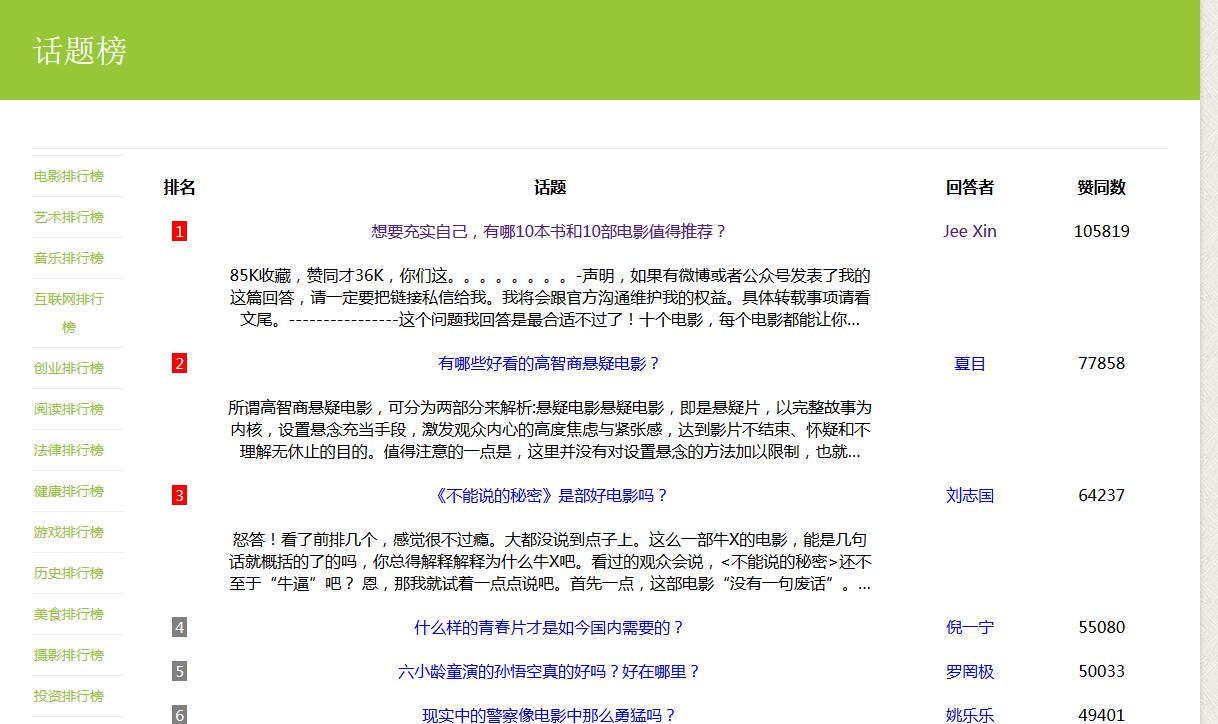 话题榜
电影排行榜
艺术排行榜
音乐排行榜
互联网排行
榜
创业排行榜
阅读排行榜
法律排行榜
健康排行榜
游戏排行榜
历史排行榜
美食排行榜
摄影排行榜
投资排行榜
排名 话题 回答者 赞同数
1 想要充实自己，有哪10本书和10部电影值得推荐？ Jee Xin 105819
85K收藏，赞同才36K，你们这。。。。。。。。-声明，如果有微博或者公众号发表了我的
这篇回答，请一定要把链接私信给我。我将会跟官方沟通维护我的权益。具体转载事项请看
文尾。----------------这个问题我回答是最合适不过了！十个电影，每个电影都能让你...
2 有哪些好看的高智商悬疑电影？ 夏目 77858
所谓高智商悬疑电影，可分为两部分来解析:悬疑电影悬疑电影，即是悬疑片，以完整故事为
内核，设置悬念充当手段，激发观众内心的高度焦虑与紧张感，达到影片不结束、怀疑和不
理解无休止的目的。值得注意的一点是，这里并没有对设置悬念的方法加以限制，也就...
3 《不能说的秘密》是部好电影吗？ 刘志国 64237
怒答！看了前排几个，感觉很不过瘾。大都没说到点子上。这么一部牛X的电影，能是几句
话就概括的了的吗，你总得解释解释为什么牛X吧。看过的观众会说，<不能说的秘密>还不
至于“牛逼”吧？ 恩，那我就试着一点点说吧。首先一点，这部电影“没有一句废话”。...
4 什么样的青春片才是如今国内需要的？ 倪一宁 55080
5 六小龄童演的孙悟空真的好吗？好在哪里？ 罗罔极 50033
6 现实中的警察像电影中那么勇猛吗？ 姚乐乐 49401